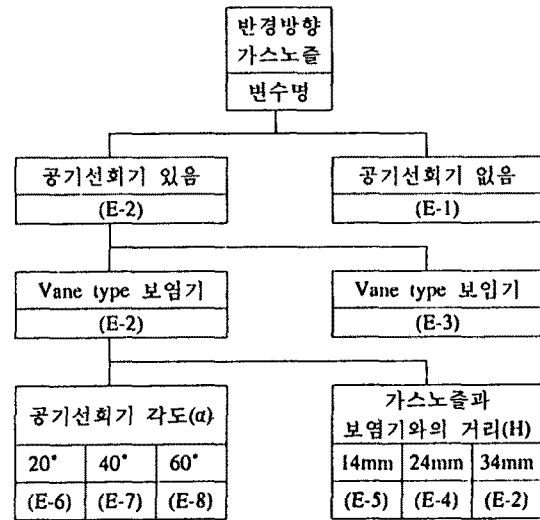 반경방향
가스노즐
변수명
공기선회기 있음
공기선회기 없음
(E-2)
(E-1)
Vane type 보염기
Vane type 보인기
(E-2)
(E-3)
공기선회기 각도(α)
가스노즐과
보염기와의 거리(H)
20° 40° 60°
14mm 24mm 34mm
(E-6) (E-7) (E-8)
(E-5) (E-4) (E-2)